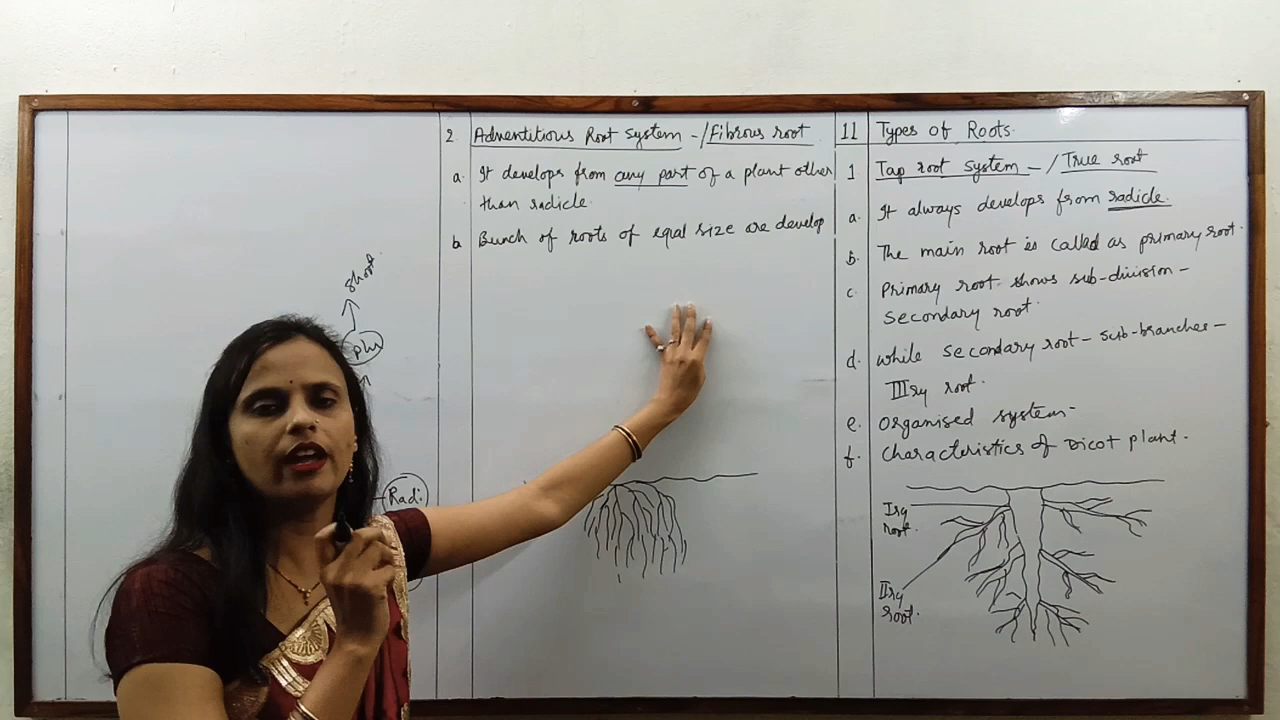 11 Types of Roots.
1 Tap root system - / True root
a. It always develops from radicle.
b. The main root is called as primary root.
c. Primary root shows sub-division -
secondary root.
d. while secondary root - sub-branches -
IIIry root.
e. organised system-
f. characteristics of Dicot plant.
Iry
root.
IIry
root.
2 Adventitious Root System - / Fibrous root
a. It develops from any part of a plant other
than radicle.
b Bunch of roots of equal size are develop
shoot
plu
Radi